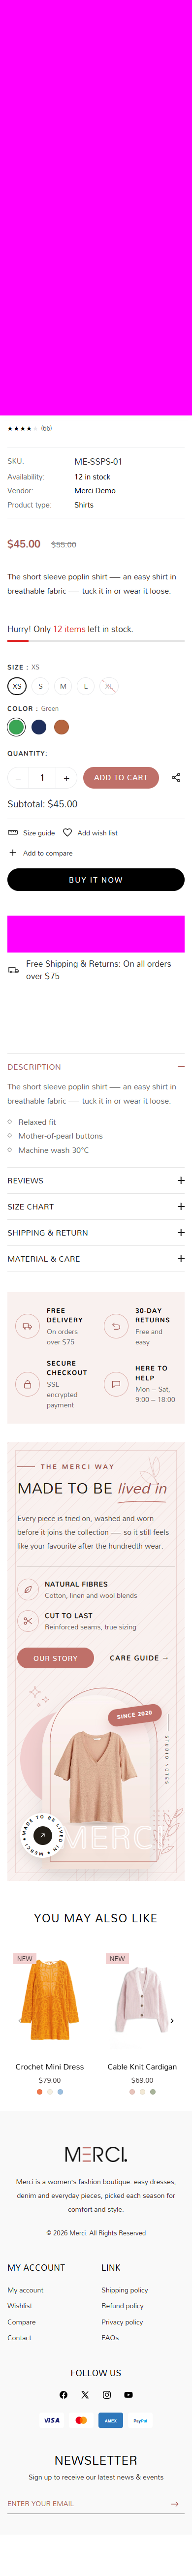 ★★★★★ (66)
SKU: ME-SSPS-01
Availability: 12 in stock
Vendor: Merci Demo
Product type: Shirts
$45.00 $55.00
The short sleeve poplin shirt — an easy shirt in
breathable fabric — tuck it in or wear it loose.
Hurry! Only 12 items left in stock.
SIZE : XS
XS S M L XL
COLOR : Green
QUANTITY:
− 1 + ADD TO CART
Subtotal: $45.00
Size guide Add wish list
Add to compare
BUY IT NOW
Free Shipping & Returns: On all orders
over $75
DESCRIPTION
The short sleeve poplin shirt — an easy shirt in
breathable fabric — tuck it in or wear it loose.
Relaxed fit
Mother-of-pearl buttons
Machine wash 30°C
REVIEWS
SIZE CHART
SHIPPING & RETURN
MATERIAL & CARE
FREE
DELIVERY
On orders
over $75
30-DAY
RETURNS
Free and
easy
SECURE
CHECKOUT
SSL
encrypted
payment
HERE TO
HELP
Mon – Sat,
9:00 – 18:00
THE MERCI WAY
MADE TO BE lived in
Every piece is tried on, washed and worn
before it joins the collection — so it still feels
like your favourite after the hundredth wear.
NATURAL FIBRES
Cotton, linen and wool blends
CUT TO LAST
Reinforced seams, true sizing
OUR STORY CARE GUIDE →
SINCE 2020
STUDIO NOTES
MERCI
MADE TO BE LIVED IN
YOU MAY ALSO LIKE
NEW
NEW
Crochet Mini Dress
$79.00
Cable Knit Cardigan
$69.00
MERCI.
Merci is a women's fashion boutique: easy dresses,
denim and everyday pieces, picked each season for
comfort and style.
© 2026 Merci. All Rights Reserved
MY ACCOUNT
My account
Wishlist
Compare
Contact
LINK
Shipping policy
Refund policy
Privacy policy
FAQs
FOLLOW US
VISA
AMEX
PayPal
NEWSLETTER
Sign up to receive our latest news & events
ENTER YOUR EMAIL